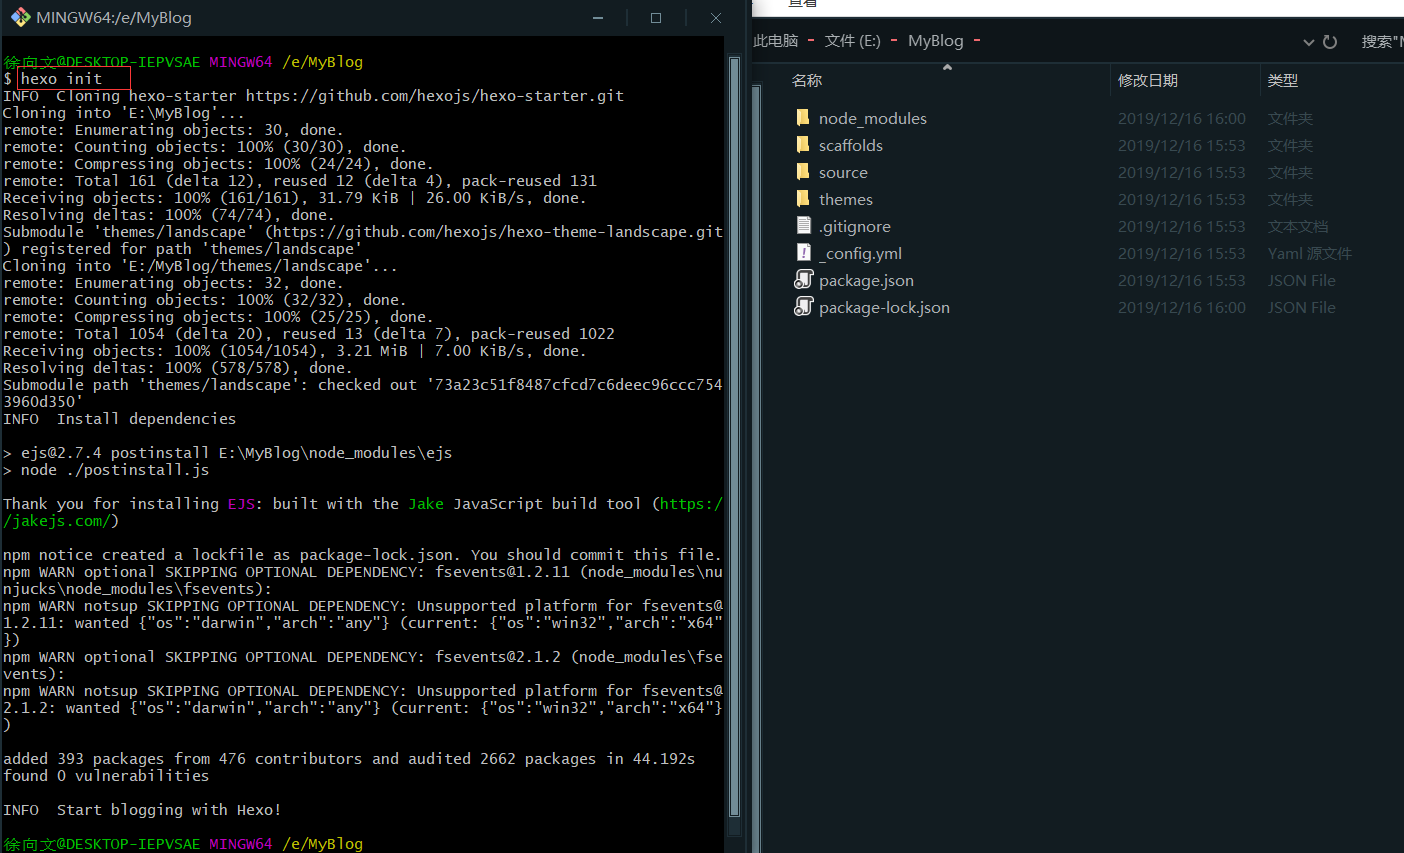 MINGW64:/e/MyBlog
徐向文@DESKTOP-IEPVSAE MINGW64 /e/MyBlog
$ hexo init
INFO  Cloning hexo-starter https://github.com/hexojs/hexo-starter.git
Cloning into 'E:\MyBlog'...
remote: Enumerating objects: 30, done.
remote: Counting objects: 100% (30/30), done.
remote: Compressing objects: 100% (24/24), done.
remote: Total 161 (delta 12), reused 12 (delta 4), pack-reused 131
Receiving objects: 100% (161/161), 31.79 KiB | 26.00 KiB/s, done.
Resolving deltas: 100% (74/74), done.
Submodule 'themes/landscape' (https://github.com/hexojs/hexo-theme-landscape.git
) registered for path 'themes/landscape'
Cloning into 'E:/MyBlog/themes/landscape'...
remote: Enumerating objects: 32, done.
remote: Counting objects: 100% (32/32), done.
remote: Compressing objects: 100% (25/25), done.
remote: Total 1054 (delta 20), reused 13 (delta 7), pack-reused 1022
Receiving objects: 100% (1054/1054), 3.21 MiB | 7.00 KiB/s, done.
Resolving deltas: 100% (578/578), done.
Submodule path 'themes/landscape': checked out '73a23c51f8487cfcd7c6deec96ccc754
3960d350'
INFO  Install dependencies
> ejs@2.7.4 postinstall E:\MyBlog\node_modules\ejs
> node ./postinstall.js
Thank you for installing EJS: built with the Jake JavaScript build tool (https:/
/jakejs.com/)
npm notice created a lockfile as package-lock.json. You should commit this file.
npm WARN optional SKIPPING OPTIONAL DEPENDENCY: fsevents@1.2.11 (node_modules\nu
njucks\node_modules\fsevents):
npm WARN notsup SKIPPING OPTIONAL DEPENDENCY: Unsupported platform for fsevents@
1.2.11: wanted {"os":"darwin","arch":"any"} (current: {"os":"win32","arch":"x64"
})
npm WARN optional SKIPPING OPTIONAL DEPENDENCY: fsevents@2.1.2 (node_modules\fse
vents):
npm WARN notsup SKIPPING OPTIONAL DEPENDENCY: Unsupported platform for fsevents@
2.1.2: wanted {"os":"darwin","arch":"any"} (current: {"os":"win32","arch":"x64"}
)
added 393 packages from 476 contributors and audited 2662 packages in 44.192s
found 0 vulnerabilities
INFO  Start blogging with Hexo!
徐向文@DESKTOP-IEPVSAE MINGW64 /e/MyBlog
查看
此电脑 - 文件 (E:) - MyBlog - 搜索"M
名称 修改日期 类型
node_modules 2019/12/16 16:00 文件夹
scaffolds 2019/12/16 15:53 文件夹
source 2019/12/16 15:53 文件夹
themes 2019/12/16 15:53 文件夹
.gitignore 2019/12/16 15:53 文本文档
_config.yml 2019/12/16 15:53 Yaml 源文件
package.json 2019/12/16 15:53 JSON File
package-lock.json 2019/12/16 16:00 JSON File